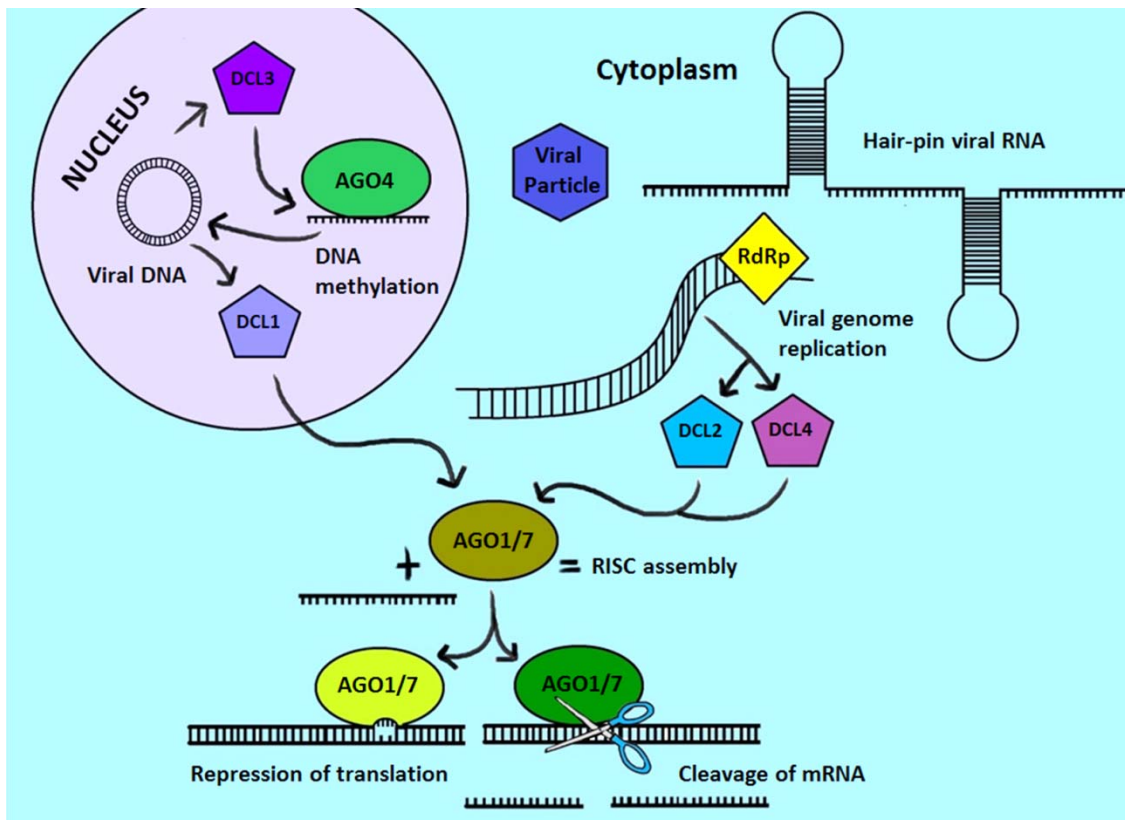 NUCLEUS
DCL3
AGO4
DNA
methylation
Viral DNA
DCL1
Cytoplasm
Viral
Particle
Hair-pin viral RNA
RdRp
Viral genome
replication
DCL2
DCL4
AGO1/7
+
= RISC assembly
AGO1/7
AGO1/7
Repression of translation
Cleavage of mRNA